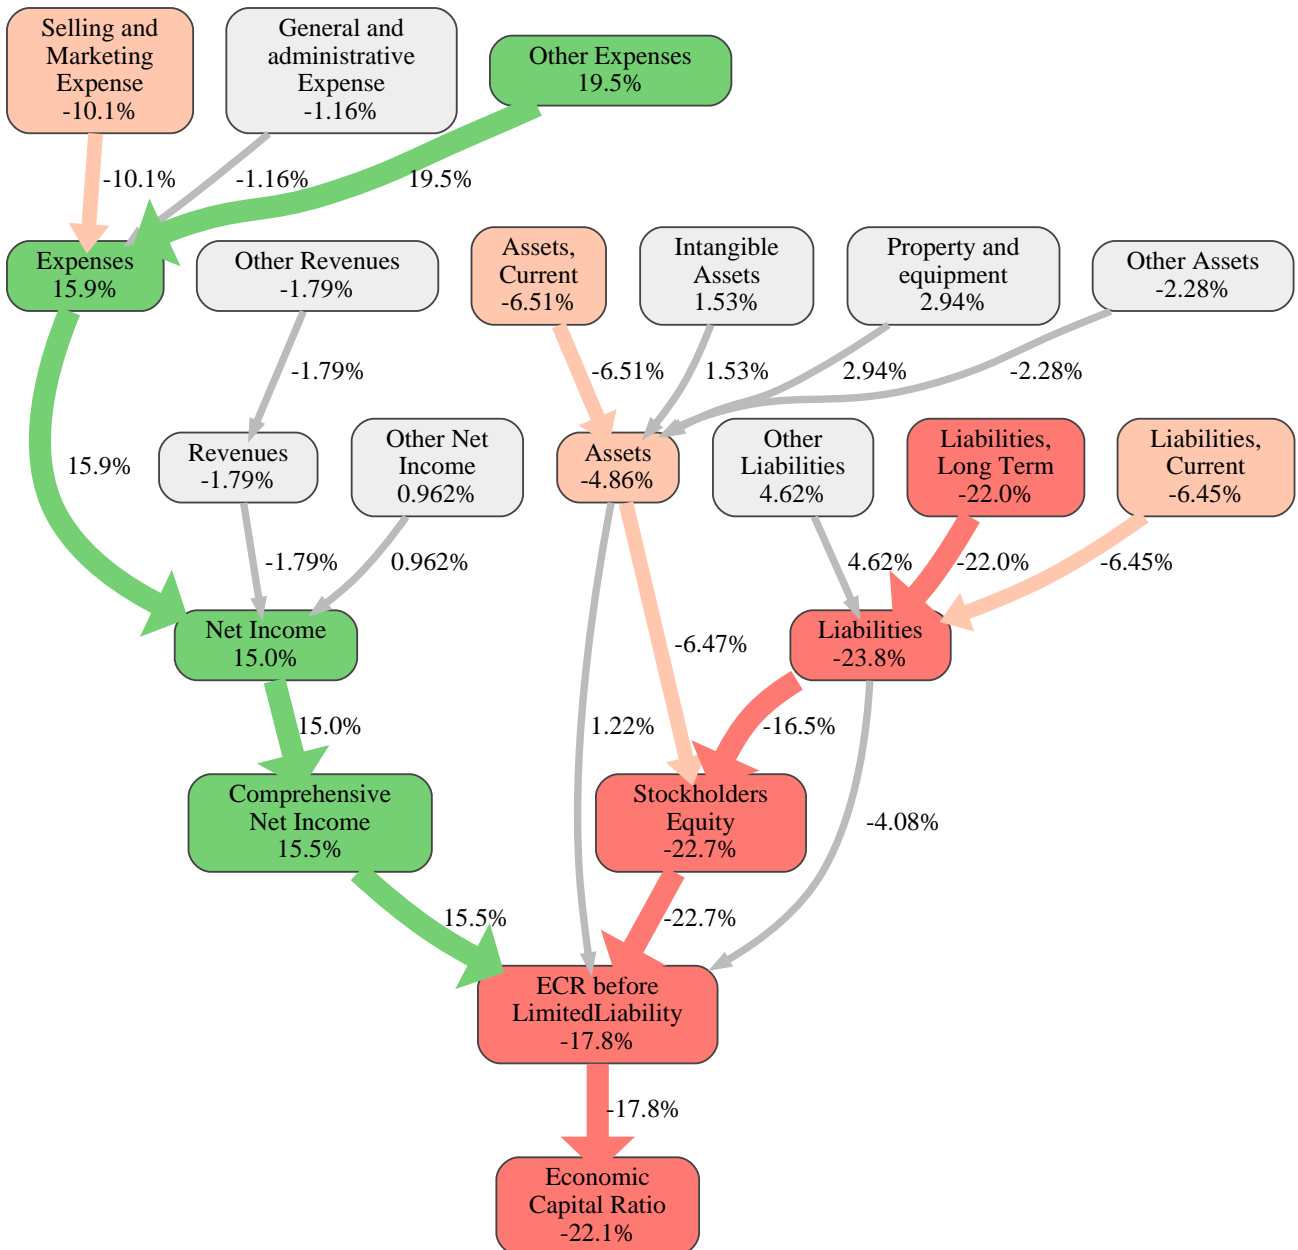 Selling and
Marketing
Expense
-10.1%
General and
administrative
Expense
-1.16%
Other Expenses
19.5%
-10.1%
-1.16%
19.5%
Expenses
15.9%
Other Revenues
-1.79%
Assets,
Current
-6.51%
Intangible
Assets
1.53%
Property and
equipment
2.94%
Other Assets
-2.28%
-1.79%
-6.51%
1.53%
2.94%
-2.28%
15.9%
Revenues
-1.79%
Other Net
Income
0.962%
Assets
-4.86%
Other
Liabilities
4.62%
Liabilities,
Long Term
-22.0%
Liabilities,
Current
-6.45%
-1.79%
0.962%
4.62%
-22.0%
-6.45%
Net Income
15.0%
-6.47%
Liabilities
-23.8%
15.0%
1.22%
-16.5%
Comprehensive
Net Income
15.5%
Stockholders
Equity
-22.7%
-4.08%
15.5%
-22.7%
ECR before
LimitedLiability
-17.8%
-17.8%
Economic
Capital Ratio
-22.1%